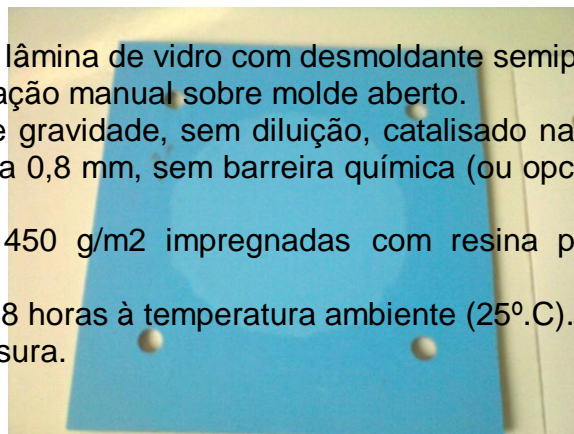 lâmina de vidro com desmoldante semip
ação manual sobre molde aberto.
e gravidade, sem diluição, catalisado na
a 0,8 mm, sem barreira química (ou opc
450 g/m2 impregnadas com resina p
8 horas à temperatura ambiente (25º.C).
sura.